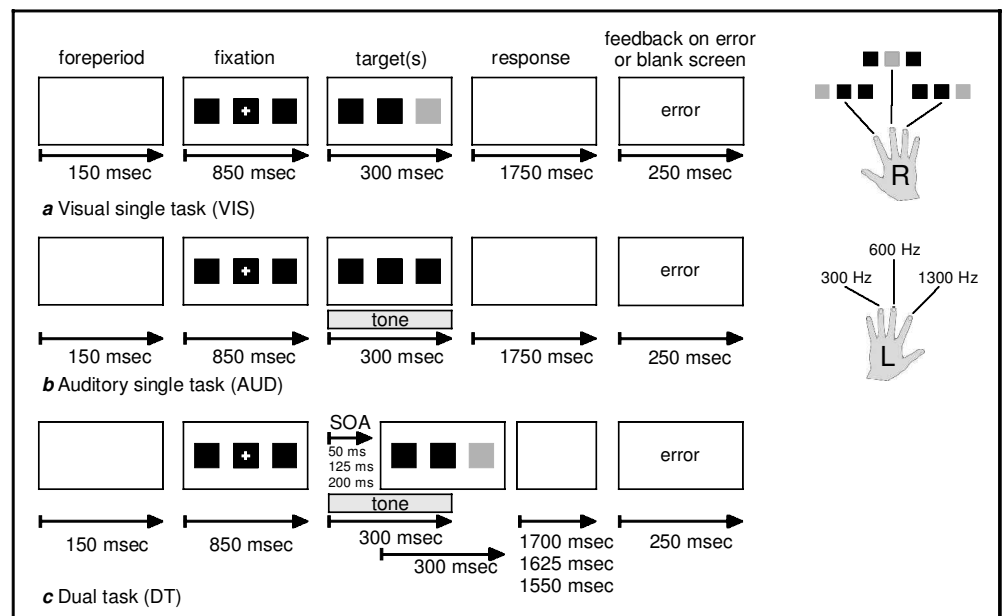 foreperiod
fixation
target(s)
response
feedback on error
or blank screen
error
150 msec
850 msec
300 msec
1750 msec
250 msec
a Visual single task (VIS)
R
error
tone
150 msec
850 msec
300 msec
1750 msec
250 msec
b Auditory single task (AUD)
600 Hz
300 Hz
1300 Hz
L
SOA
50 ms
125 ms
200 ms
error
tone
150 msec
850 msec
300 msec
300 msec
1700 msec
1625 msec
1550 msec
250 msec
c Dual task (DT)